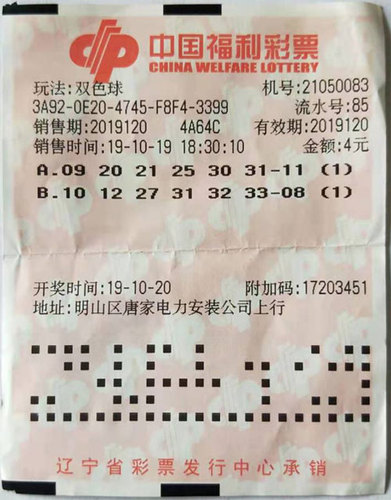 中国福利彩票
CHINA WELFARE LOTTERY
玩法:双色球 机号:21050083
3A92-0E20-4745-F8F4-3399 流水号:85
销售期:2019120 4A64C 有效期:2019120
销售时间:19-10-19 18:30:10 金额:4元
A.09 20 21 25 30 31-11 (1)
B.10 12 27 31 32 33-08 (1)
开奖时间:19-10-20 附加码:17203451
地址:明山区唐家电力安装公司上行
辽宁省彩票发行中心承销